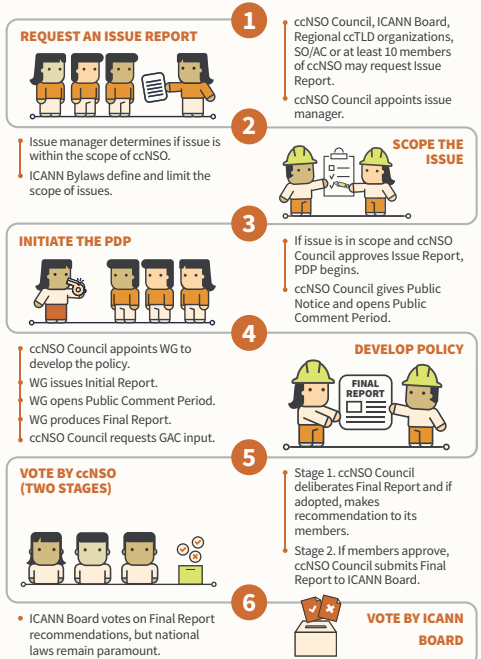 1
REQUEST AN ISSUE REPORT
ccNSO Council, ICANN Board,
Regional ccTLD organizations,
SO/AC or at least 10 members
of ccNSO may request Issue
Report.
ccNSO Council appoints issue
manager.
2
SCOPE THE
ISSUE
Issue manager determines if issue is
within the scope of ccNSO.
ICANN Bylaws define and limit the
scope of issues.
3
INITIATE THE PDP
If issue is in scope and ccNSO
Council approves Issue Report,
PDP begins.
ccNSO Council gives Public
Notice and opens Public
Comment Period.
4
DEVELOP POLICY
ccNSO Council appoints WG to
develop the policy.
WG issues Initial Report.
WG opens Public Comment Period.
WG produces Final Report.
ccNSO Council requests GAC input.
FINAL
REPORT
5
VOTE BY ccNSO
(TWO STAGES)
Stage 1. ccNSO Council
deliberates Final Report and if
adopted, makes
recommendation to its
members.
Stage 2. If members approve,
ccNSO Council submits Final
Report to ICANN Board.
6
VOTE BY ICANN
BOARD
ICANN Board votes on Final Report
recommendations, but national
laws remain paramount.